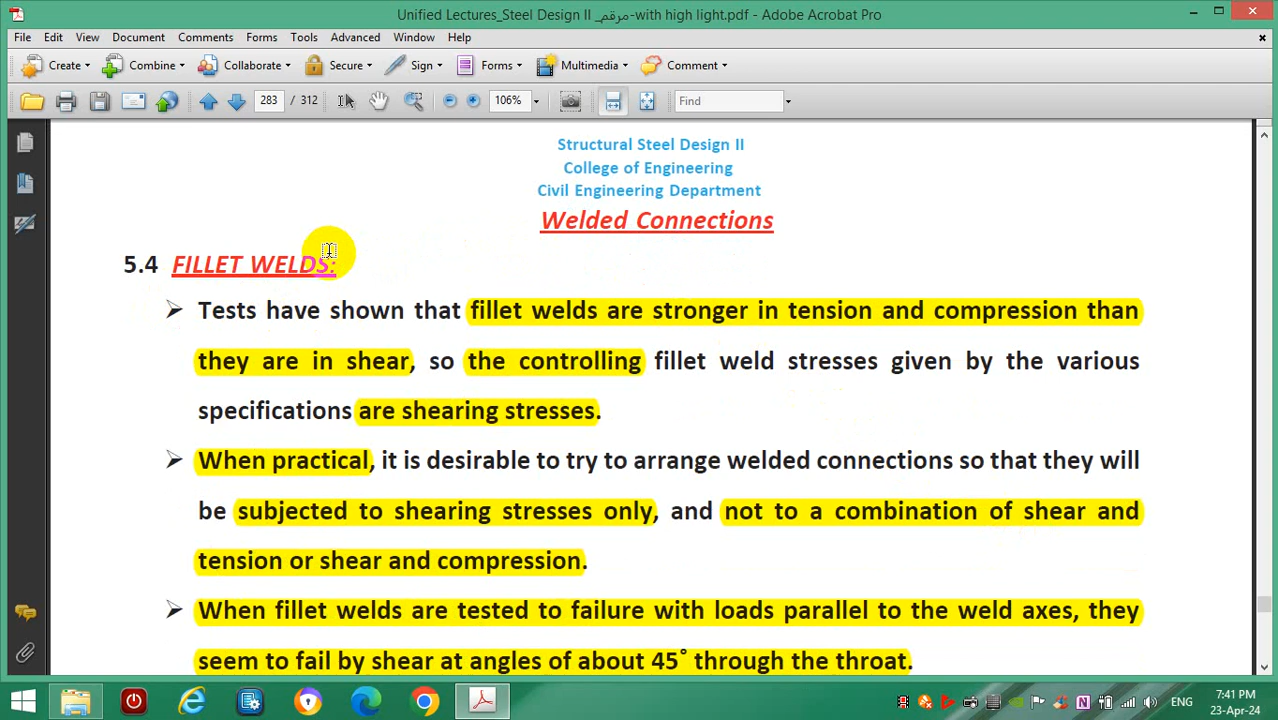 Unified Lectures_Steel Design II _مرقم-with high light.pdf - Adobe Acrobat Pro
File Edit View Document Comments Forms Tools Advanced Window Help
Create Combine Collaborate Secure Sign Forms Multimedia Comment
283 / 312 106% Find
Structural Steel Design II
College of Engineering
Civil Engineering Department
Welded Connections
5.4 FILLET WELDS:
➢ Tests have shown that fillet welds are stronger in tension and compression than
they are in shear, so the controlling fillet weld stresses given by the various
specifications are shearing stresses.
➢ When practical, it is desirable to try to arrange welded connections so that they will
be subjected to shearing stresses only, and not to a combination of shear and
tension or shear and compression.
➢ When fillet welds are tested to failure with loads parallel to the weld axes, they
seem to fail by shear at angles of about 45˚ through the throat.
ENG
7:41 PM
23-Apr-24